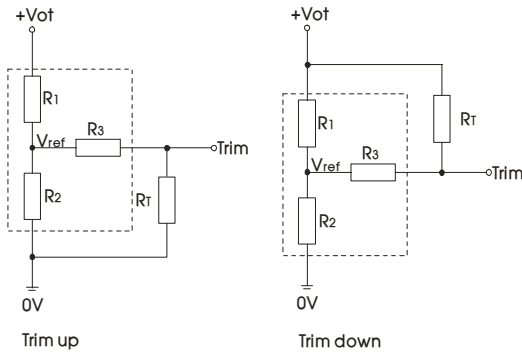 +Vot
R1
Vref
R3
Trim
R2
RT
0V
Trim up
+Vot
R1
RT
Vref
R3
Trim
R2
0V
Trim down